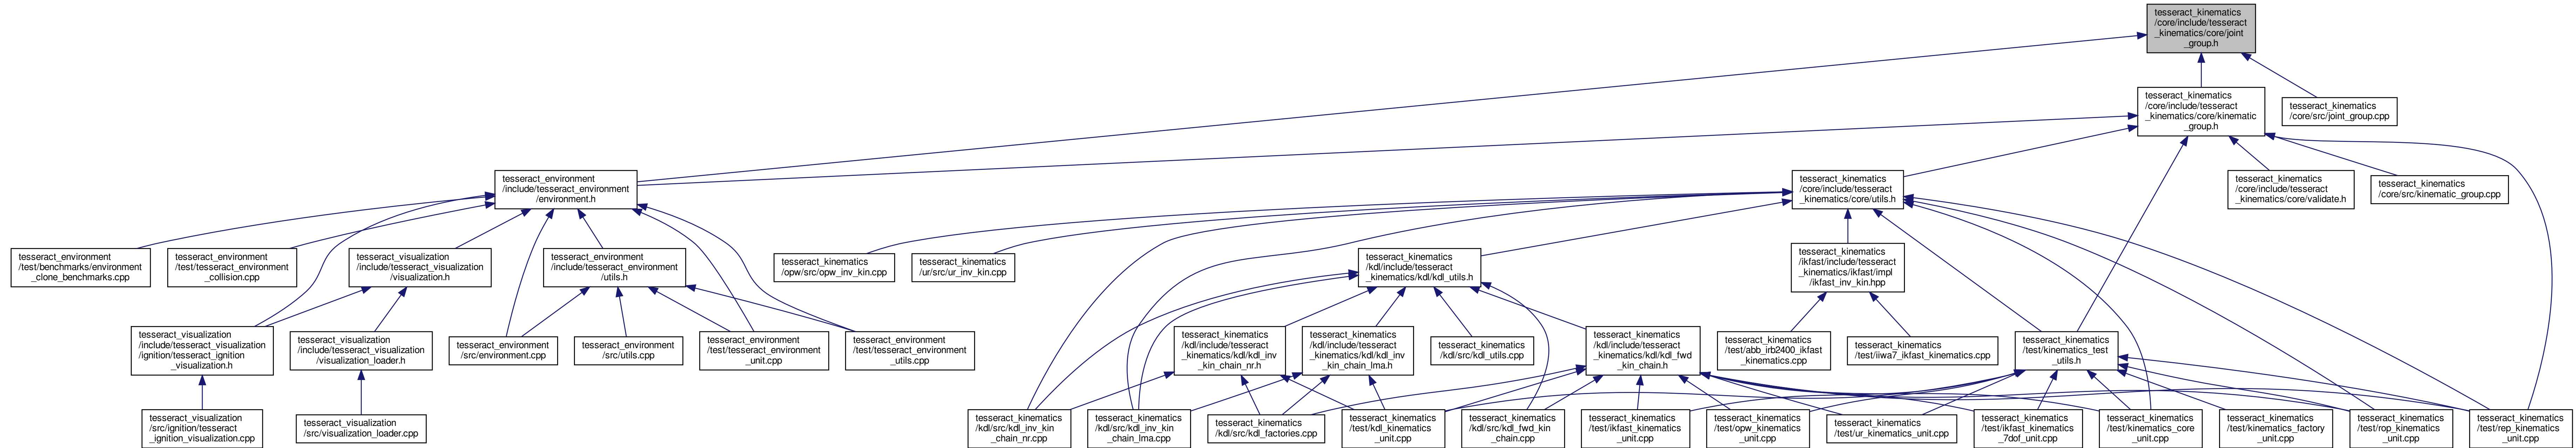 tesseract_kinematics
/core/include/tesseract
_kinematics/core/joint
_group.h
tesseract_kinematics
/core/include/tesseract
_kinematics/core/kinematic
_group.h
tesseract_kinematics
/core/src/joint_group.cpp
tesseract_environment
/include/tesseract_environment
/environment.h
tesseract_kinematics
/core/include/tesseract
_kinematics/core/utils.h
tesseract_kinematics
/core/include/tesseract
_kinematics/core/validate.h
tesseract_kinematics
/core/src/kinematic_group.cpp
tesseract_environment
/test/benchmarks/environment
_clone_benchmarks.cpp
tesseract_environment
/test/tesseract_environment
_collision.cpp
tesseract_visualization
/include/tesseract_visualization
/visualization.h
tesseract_environment
/include/tesseract_environment
/utils.h
tesseract_kinematics
/opw/src/opw_inv_kin.cpp
tesseract_kinematics
/ur/src/ur_inv_kin.cpp
tesseract_kinematics
/kdl/include/tesseract
_kinematics/kdl/kdl_utils.h
tesseract_kinematics
/ikfast/include/tesseract
_kinematics/ikfast/impl
/ikfast_inv_kin.hpp
tesseract_visualization
/include/tesseract_visualization
/ignition/tesseract_ignition
_visualization.h
tesseract_visualization
/include/tesseract_visualization
/visualization_loader.h
tesseract_environment
/src/environment.cpp
tesseract_environment
/src/utils.cpp
tesseract_environment
/test/tesseract_environment
_unit.cpp
tesseract_environment
/test/tesseract_environment
_utils.cpp
tesseract_kinematics
/kdl/include/tesseract
_kinematics/kdl/kdl_inv
_kin_chain_nr.h
tesseract_kinematics
/kdl/include/tesseract
_kinematics/kdl/kdl_inv
_kin_chain_lma.h
tesseract_kinematics
/kdl/src/kdl_utils.cpp
tesseract_kinematics
/kdl/include/tesseract
_kinematics/kdl/kdl_fwd
_kin_chain.h
tesseract_kinematics
/test/abb_irb2400_ikfast
_kinematics.cpp
tesseract_kinematics
/test/iiwa7_ikfast_kinematics.cpp
tesseract_kinematics
/test/kinematics_test
_utils.h
tesseract_visualization
/src/ignition/tesseract
_ignition_visualization.cpp
tesseract_visualization
/src/visualization_loader.cpp
tesseract_kinematics
/kdl/src/kdl_inv_kin
_chain_nr.cpp
tesseract_kinematics
/kdl/src/kdl_inv_kin
_chain_lma.cpp
tesseract_kinematics
/kdl/src/kdl_factories.cpp
tesseract_kinematics
/test/kdl_kinematics
_unit.cpp
tesseract_kinematics
/kdl/src/kdl_fwd_kin
_chain.cpp
tesseract_kinematics
/test/ikfast_kinematics
_unit.cpp
tesseract_kinematics
/test/opw_kinematics
_unit.cpp
tesseract_kinematics
/test/ur_kinematics_unit.cpp
tesseract_kinematics
/test/ikfast_kinematics
_7dof_unit.cpp
tesseract_kinematics
/test/kinematics_core
_unit.cpp
tesseract_kinematics
/test/kinematics_factory
_unit.cpp
tesseract_kinematics
/test/rop_kinematics
_unit.cpp
tesseract_kinematics
/test/rep_kinematics
_unit.cpp